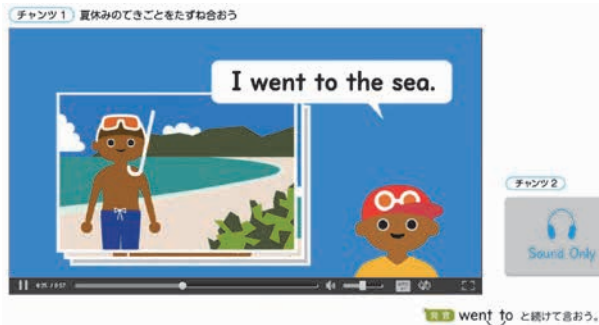 チャンツ1 夏休みのできごとをたずね合おう
I went to the sea.
チャンツ2
Sound Only
発音 went to と続けて言おう。